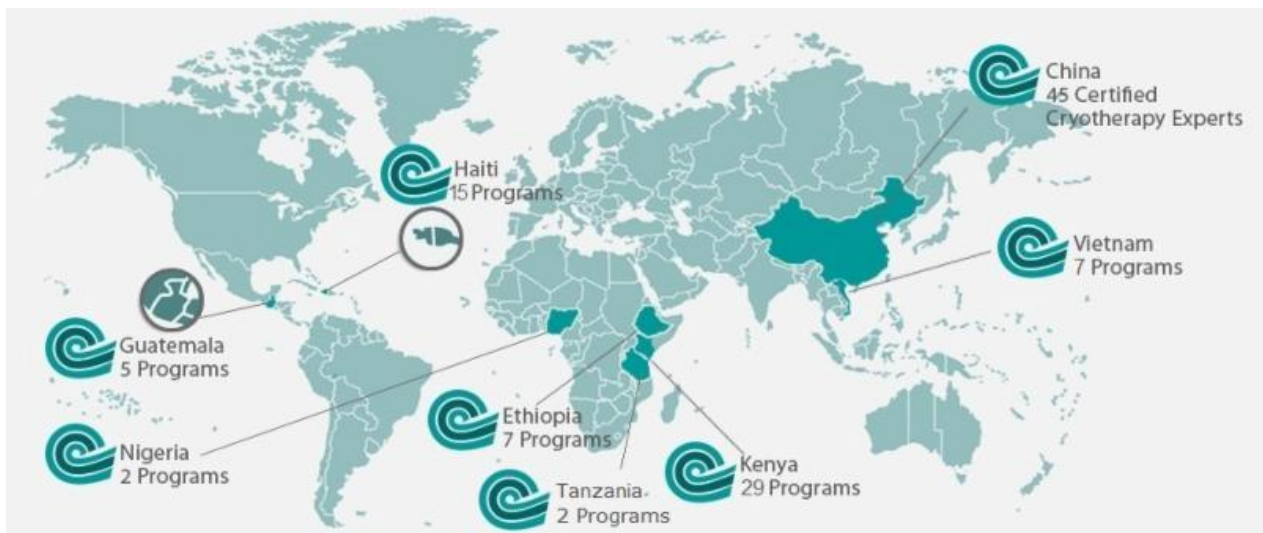 China
45 Certified
Cryotherapy Experts
Haiti
15 Programs
Vietnam
7 Programs
Guatemala
5 Programs
Ethiopia
7 Programs
Nigeria
2 Programs
Kenya
29 Programs
Tanzania
2 Programs